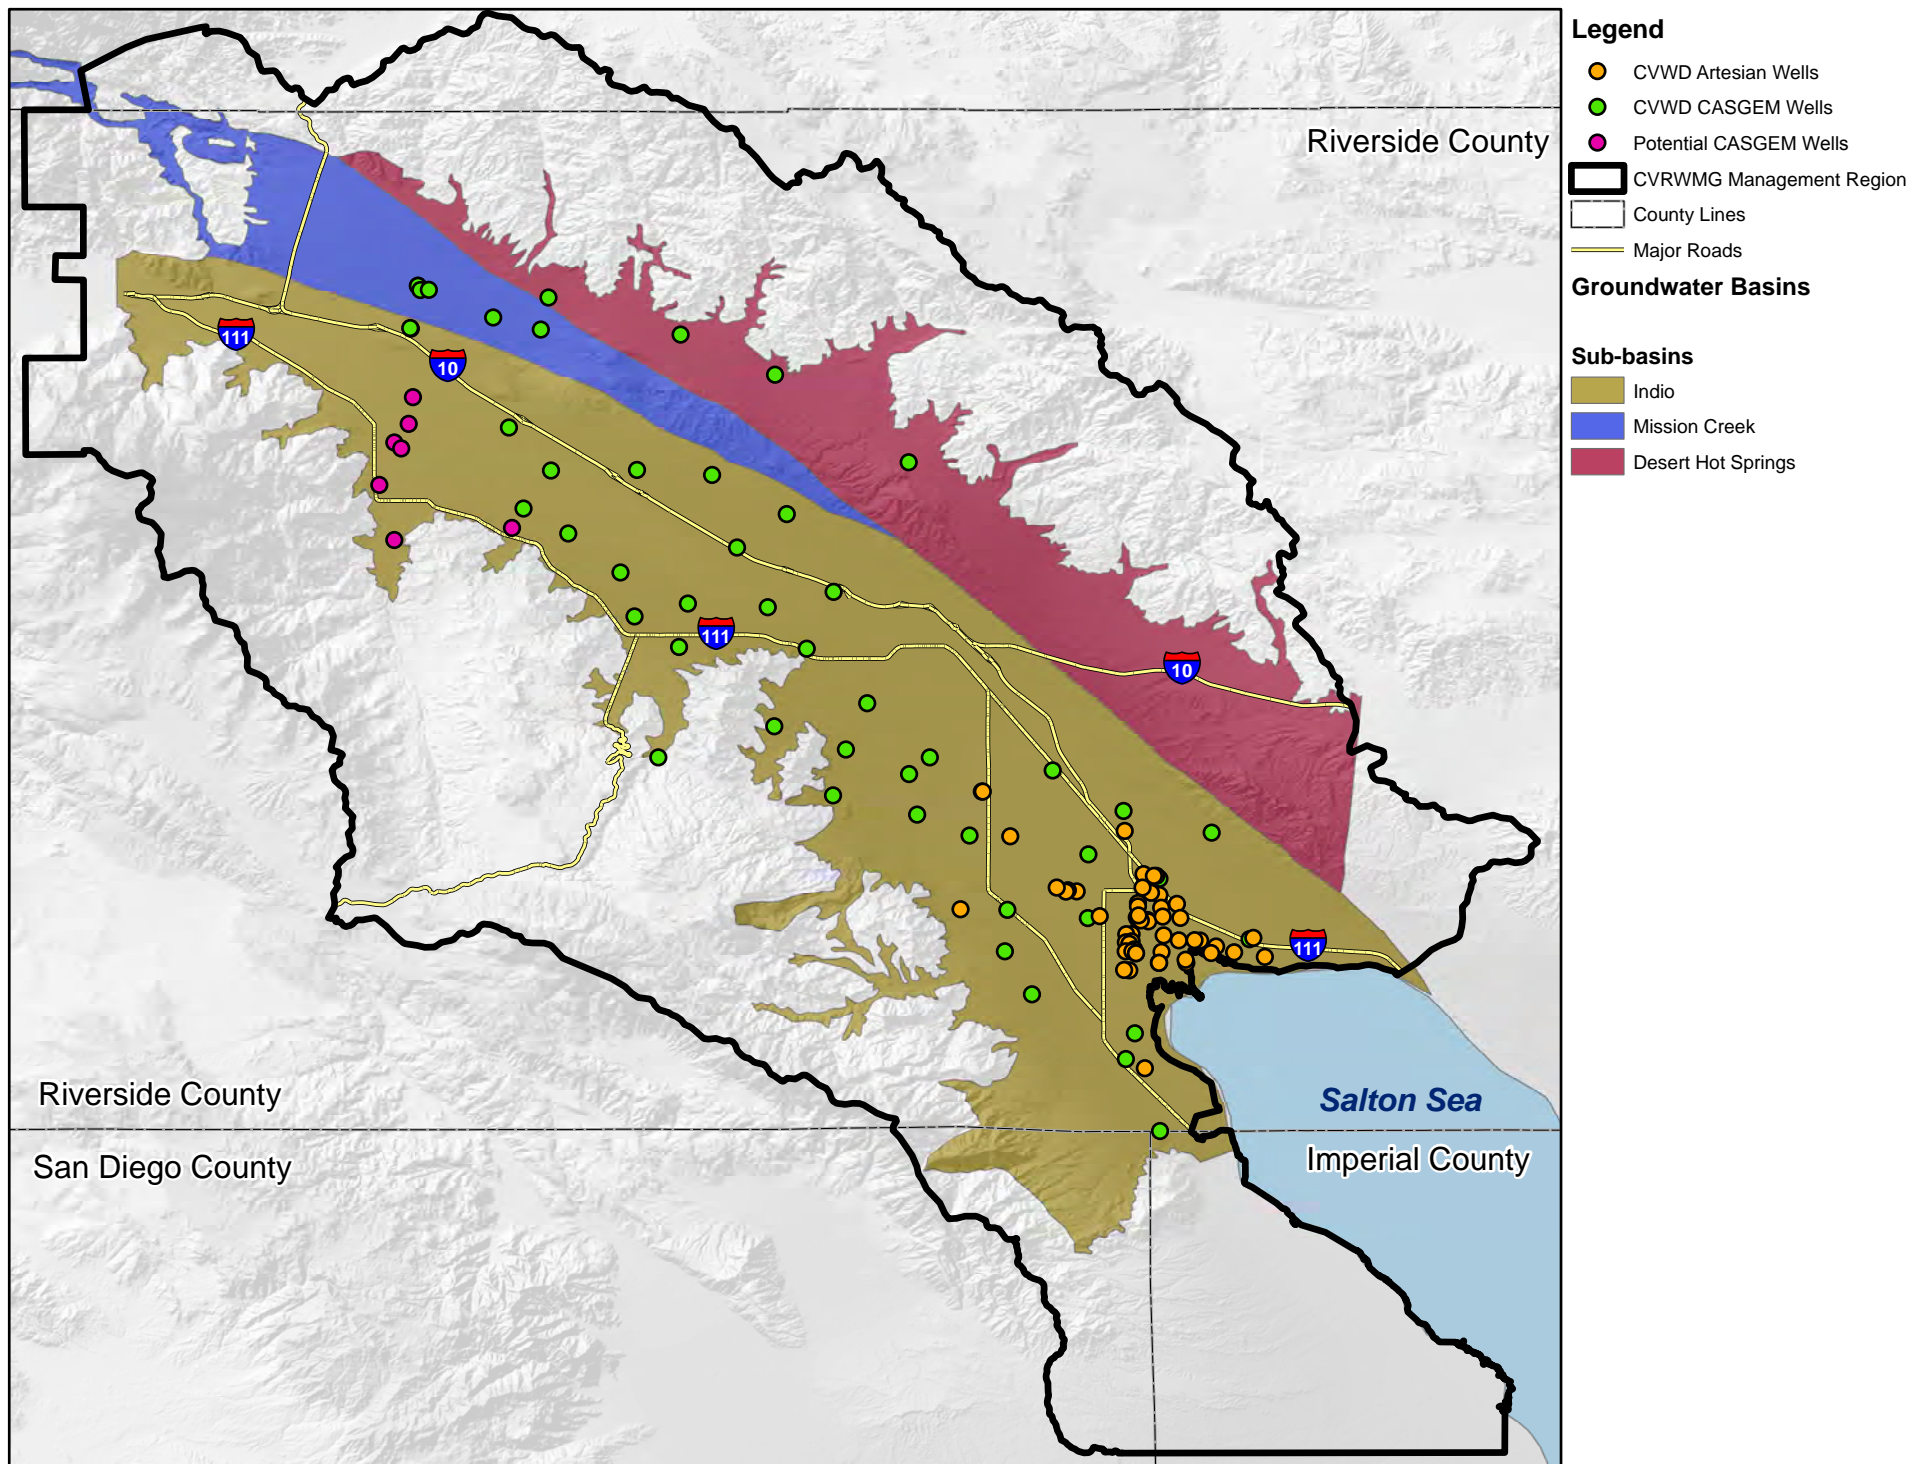 Legend
CVWD Artesian Wells
CVWD CASGEM Wells
Potential CASGEM Wells
CVRWMG Management Region
County Lines
Major Roads
Groundwater Basins
Sub-basins
Indio
Mission Creek
Desert Hot Springs
Riverside County
111
10
111
10
111
Riverside County
Salton Sea
San Diego County
Imperial County